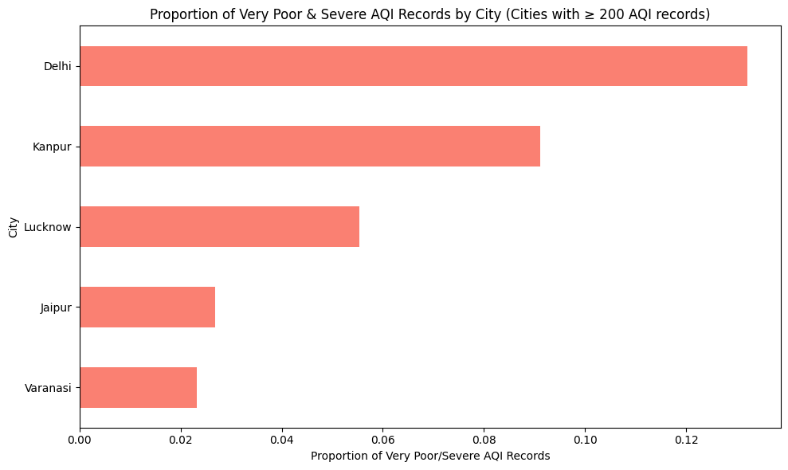 Proportion of Very Poor & Severe AQI Records by City (Cities with ≥ 200 AQI records)
City
Delhi
Kanpur
Lucknow
Jaipur
Varanasi
0.00 0.02 0.04 0.06 0.08 0.10 0.12
Proportion of Very Poor/Severe AQI Records